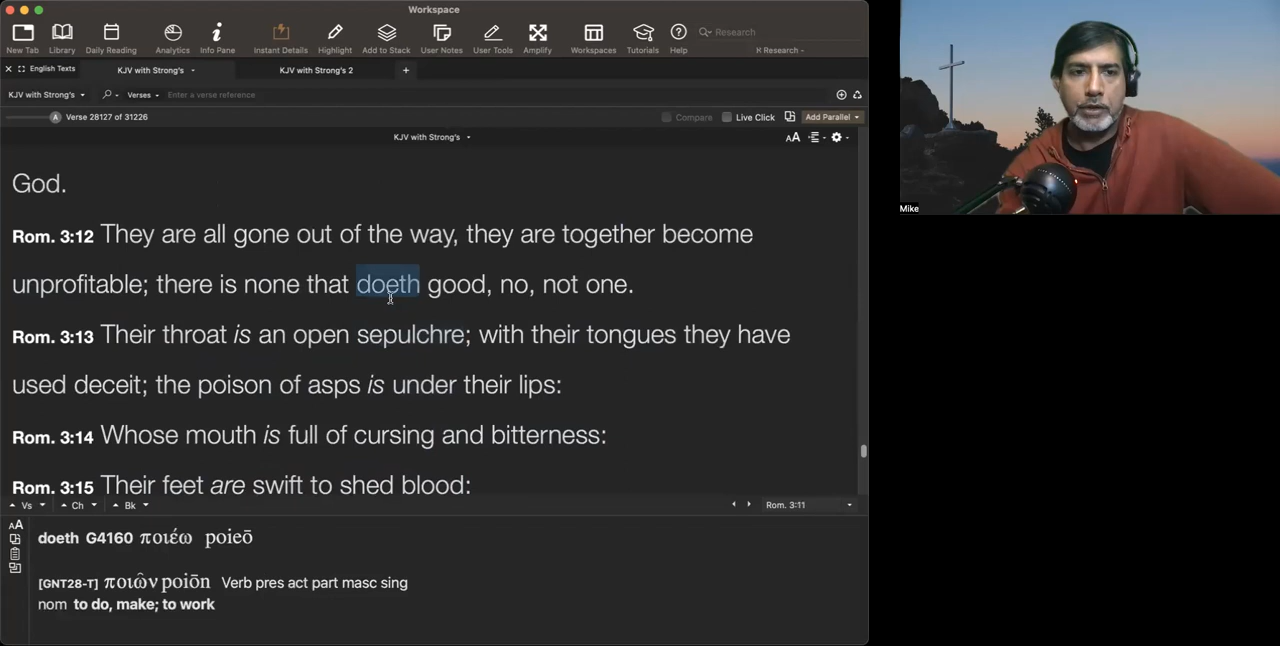 Workspace
New Tab Library Daily Reading Analytics Info Pane Instant Details Highlight Add to Stack User Notes User Tools Amplify Workspaces Tutorials Help Research
Research
English Texts KJV with Strong's KJV with Strong's 2 +
KJV with Strong's Verses Enter a verse reference
A Verse 28127 of 31226 Compare Live Click Add Parallel
KJV with Strong's AA
God.
Rom. 3:12 They are all gone out of the way, they are together become
unprofitable; there is none that doeth good, no, not one.
Rom. 3:13 Their throat is an open sepulchre; with their tongues they have
used deceit; the poison of asps is under their lips:
Rom. 3:14 Whose mouth is full of cursing and bitterness:
Rom. 3:15 Their feet are swift to shed blood:
Vs Ch Bk Rom. 3:11
AA
doeth G4160 ποιέω poieō
[GNT28-T] ποιῶν poiōn Verb pres act part masc sing
nom to do, make; to work
Mike